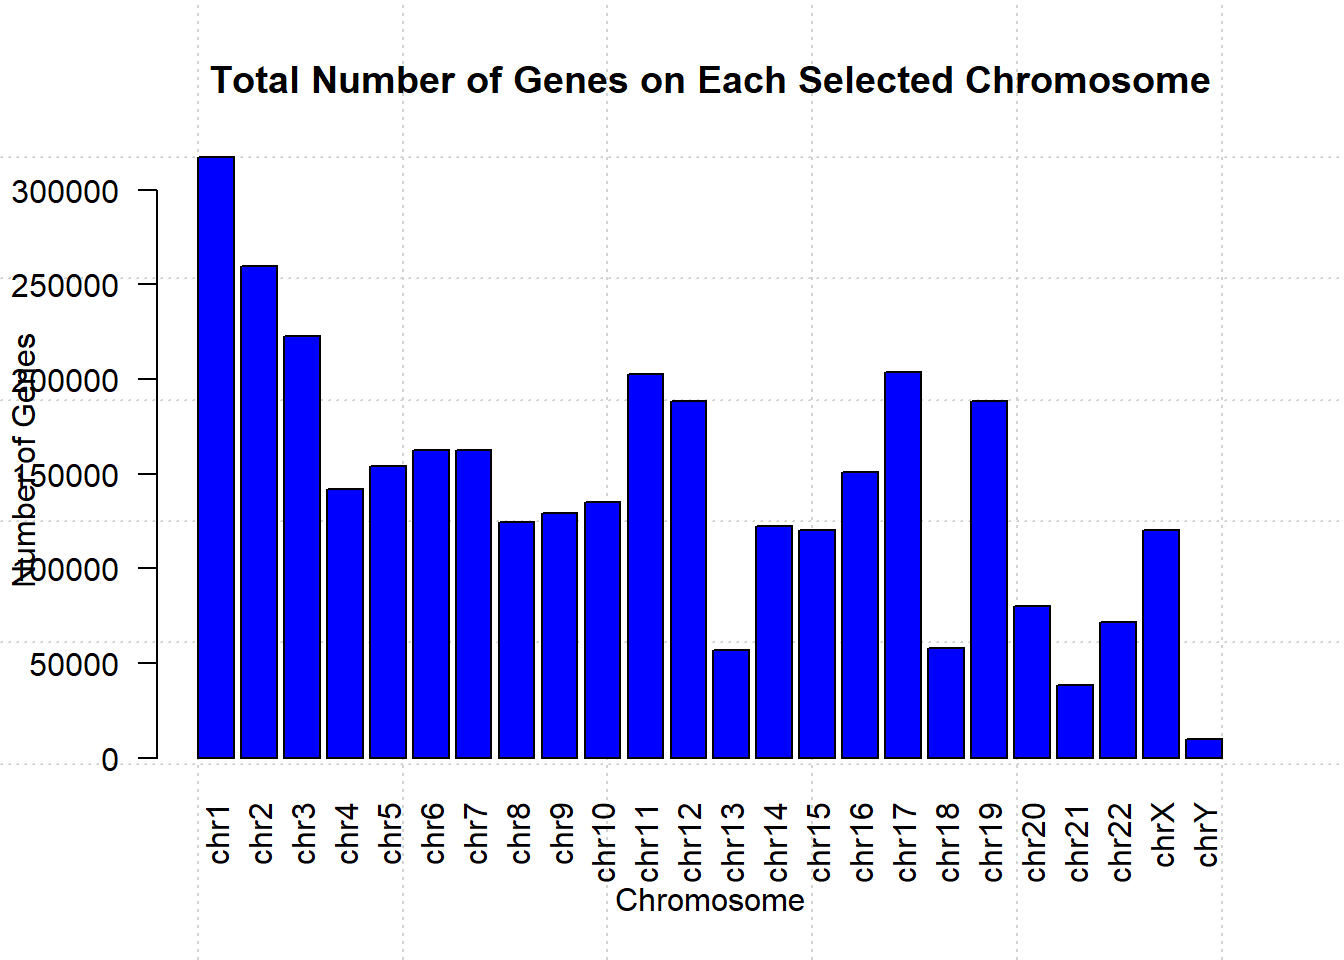 Total Number of Genes on Each Selected Chromosome
300000
250000
200000
150000
100000
50000
0
Number of Genes
chr1
chr2
chr3
chr4
chr5
chr6
chr7
chr8
chr9
chr10
chr11
chr12
chr13
chr14
chr15
chr16
chr17
chr18
chr19
chr20
chr21
chr22
chrX
chrY
Chromosome